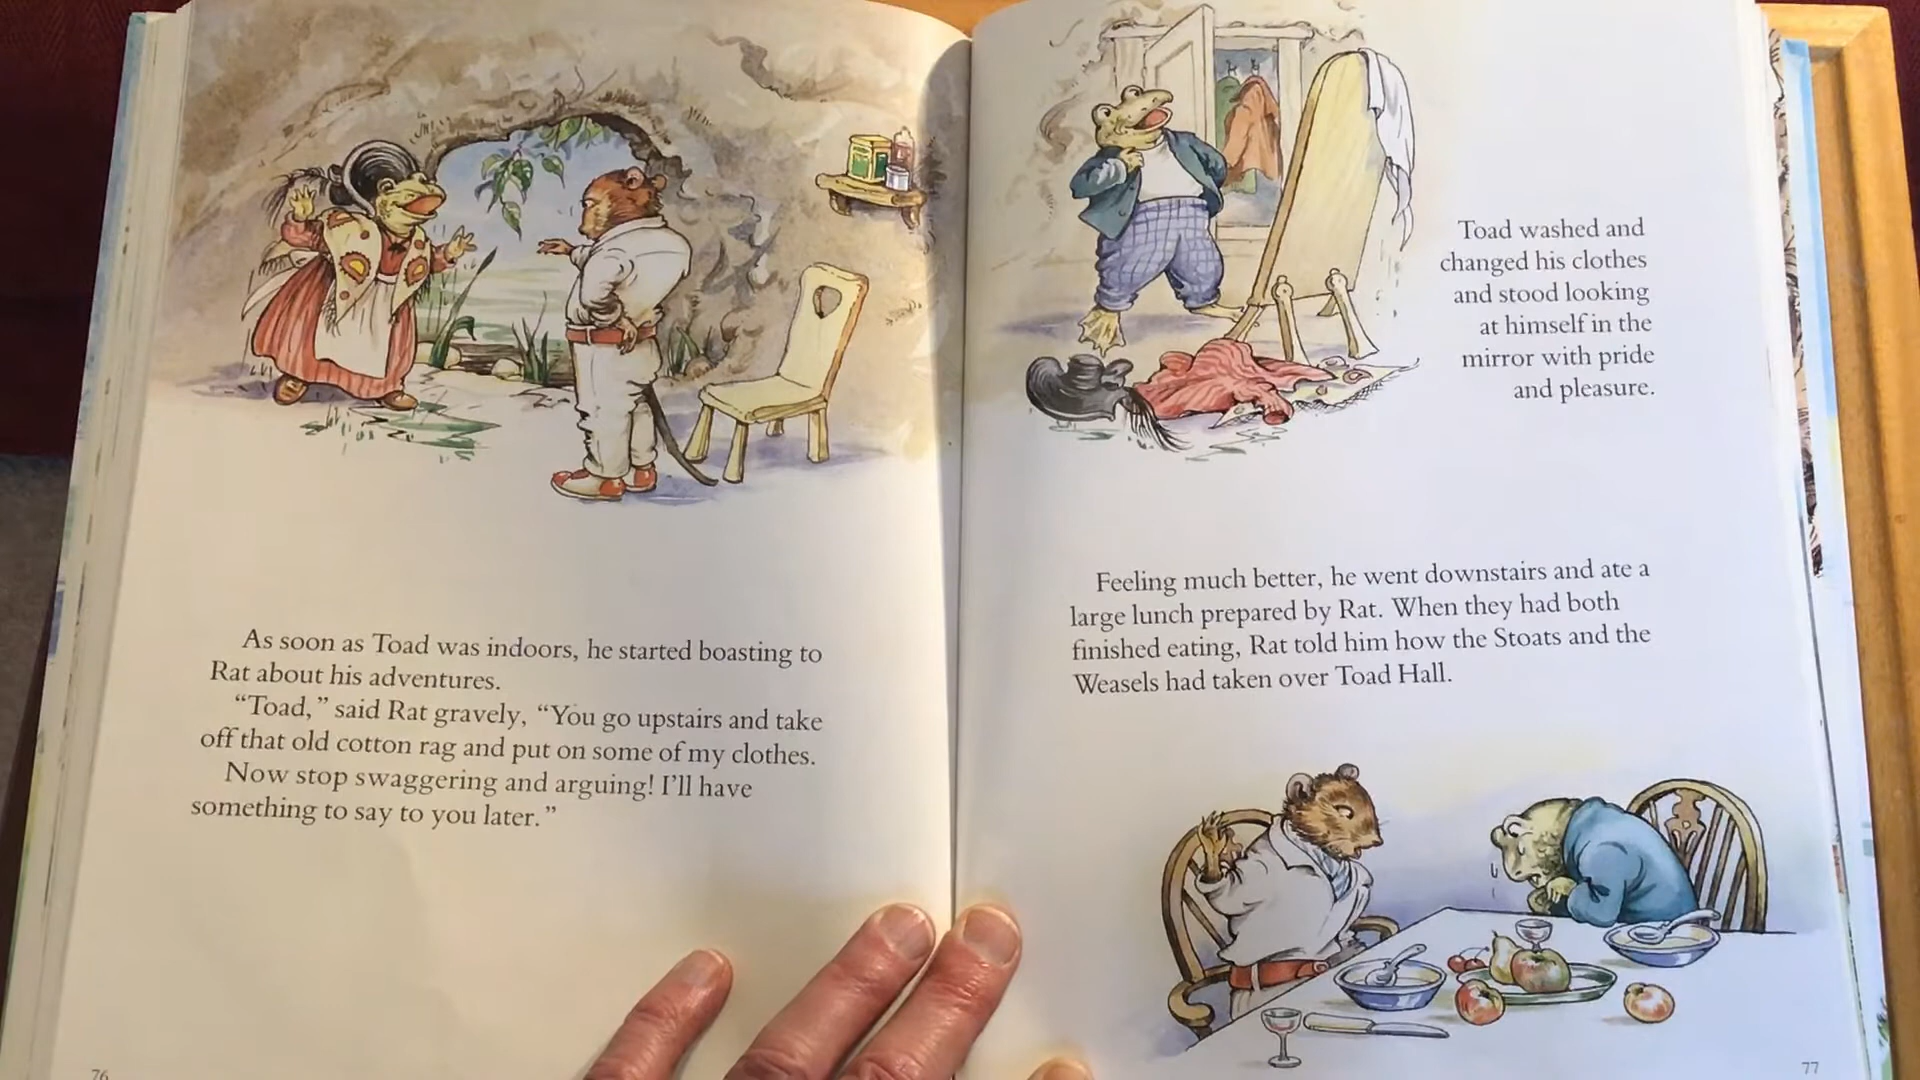 As soon as Toad was indoors, he started boasting to
Rat about his adventures.
“Toad,” said Rat gravely, “You go upstairs and take
off that old cotton rag and put on some of my clothes.
Now stop swaggering and arguing! I’ll have
something to say to you later.”
76
Toad washed and
changed his clothes
and stood looking
at himself in the
mirror with pride
and pleasure.
Feeling much better, he went downstairs and ate a
large lunch prepared by Rat. When they had both
finished eating, Rat told him how the Stoats and the
Weasels had taken over Toad Hall.
77